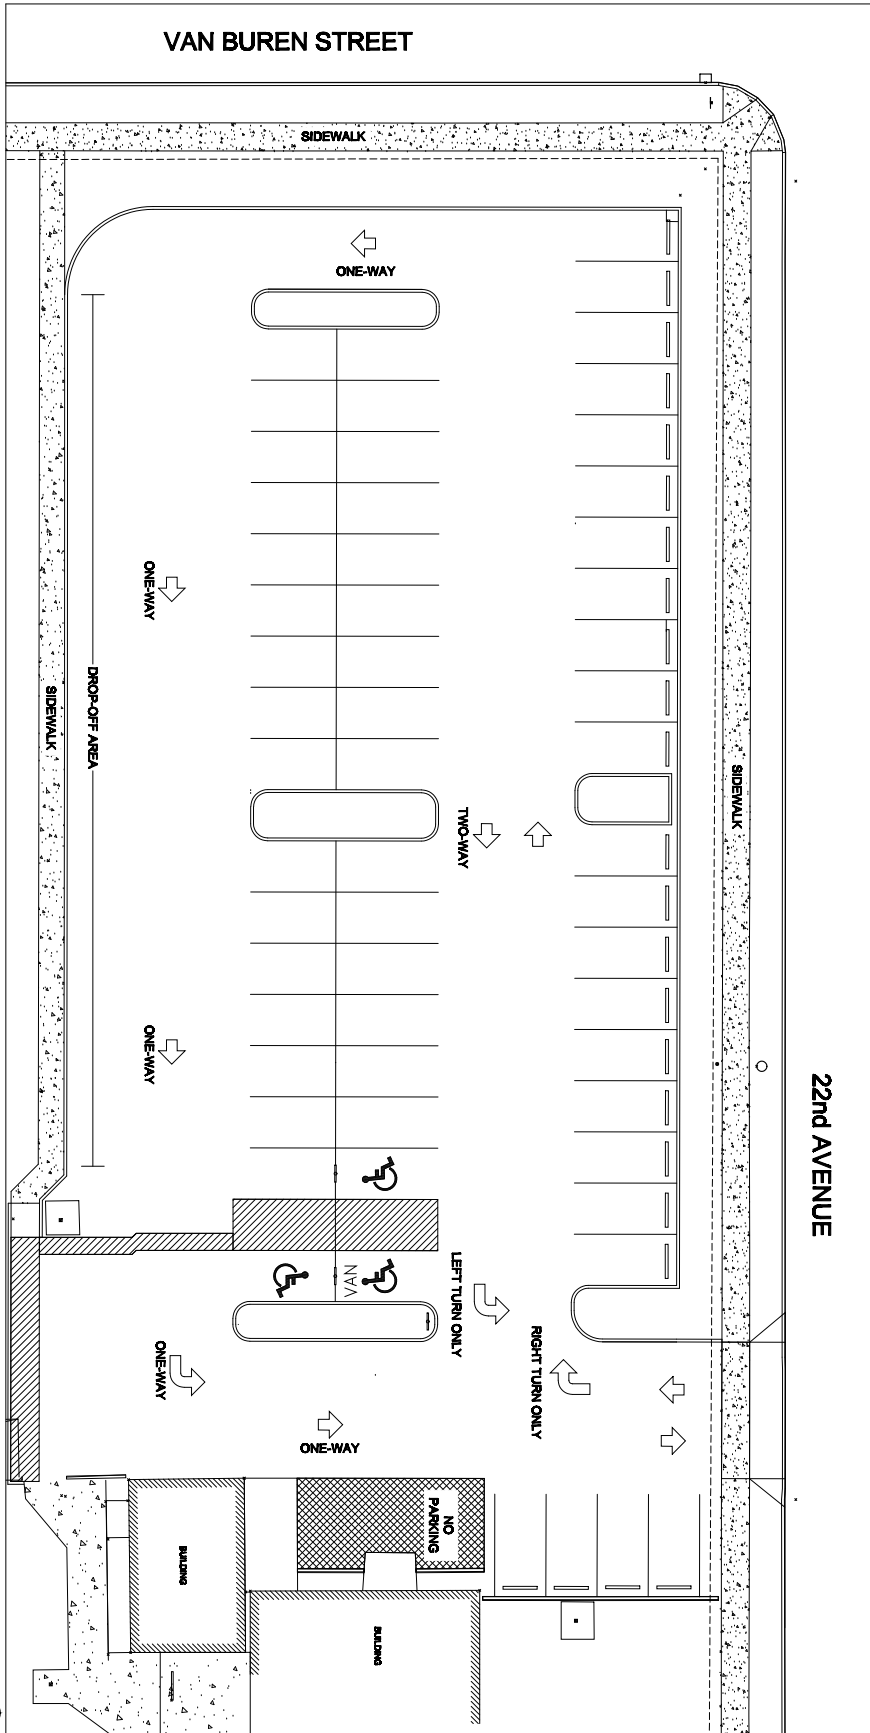 VAN BUREN STREET
SIDEWALK
ONE-WAY
ONE-WAY
DROP-OFF AREA
SIDEWALK
TWO-WAY
SIDEWALK
ONE-WAY
22nd AVENUE
VAN
LEFT TURN ONLY
RIGHT TURN ONLY
ONE-WAY
ONE-WAY
NO
PARKING
BUILDING
BUILDING